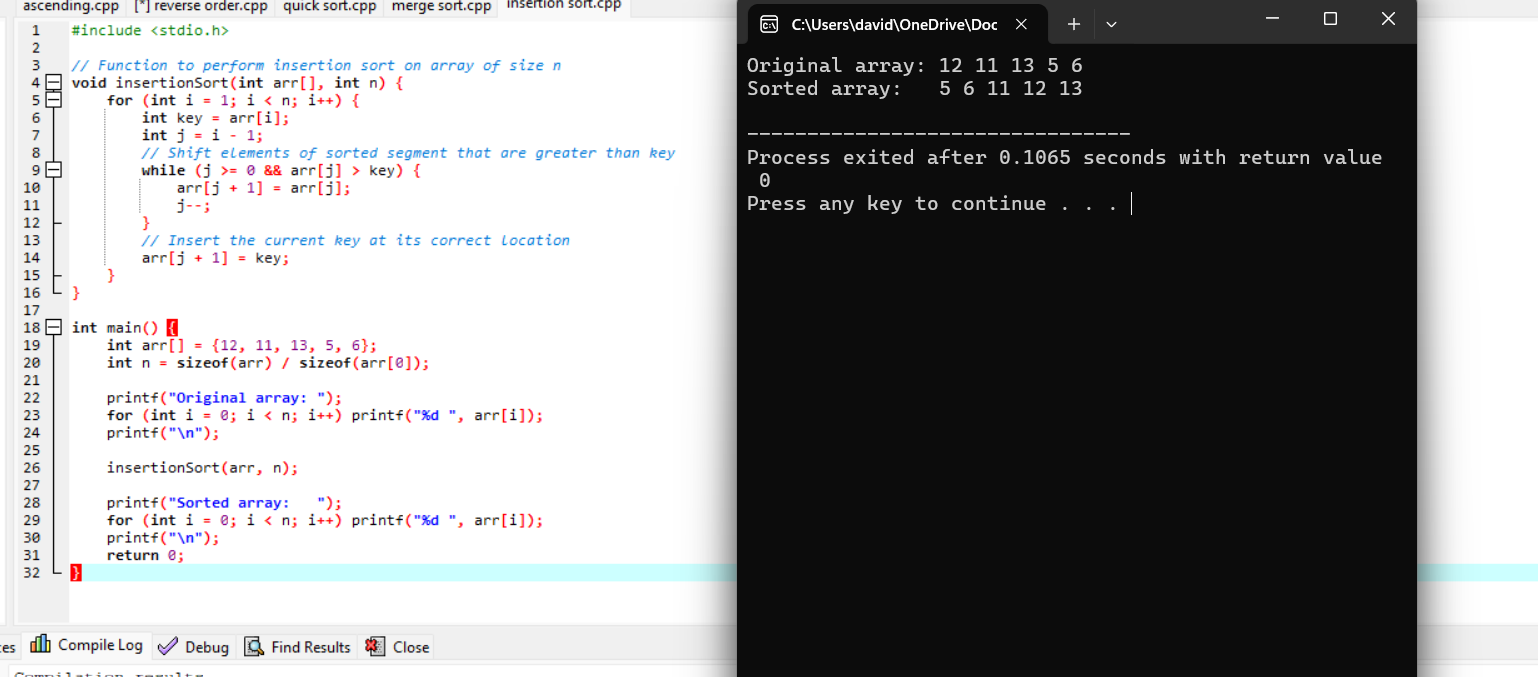 ascending.cpp [*] reverse order.cpp quick sort.cpp merge sort.cpp insertion sort.cpp
1 #include <stdio.h>
2
3 // Function to perform insertion sort on array of size n
4 void insertionSort(int arr[], int n) {
5 for (int i = 1; i < n; i++) {
6 int key = arr[i];
7 int j = i - 1;
8 // Shift elements of sorted segment that are greater than key
9 while (j >= 0 && arr[j] > key) {
10 arr[j + 1] = arr[j];
11 j--;
12 }
13 // Insert the current key at its correct location
14 arr[j + 1] = key;
15 }
16 }
17
18 int main() {
19 int arr[] = {12, 11, 13, 5, 6};
20 int n = sizeof(arr) / sizeof(arr[0]);
21
22 printf("Original array: ");
23 for (int i = 0; i < n; i++) printf("%d ", arr[i]);
24 printf("\n");
25
26 insertionSort(arr, n);
27
28 printf("Sorted array:   ");
29 for (int i = 0; i < n; i++) printf("%d ", arr[i]);
30 printf("\n");
31 return 0;
32 }
Compile Log Debug Find Results Close
C:\Users\david\OneDrive\Doc
Original array: 12 11 13 5 6
Sorted array:   5 6 11 12 13
--------------------------------
Process exited after 0.1065 seconds with return value
0
Press any key to continue . . .